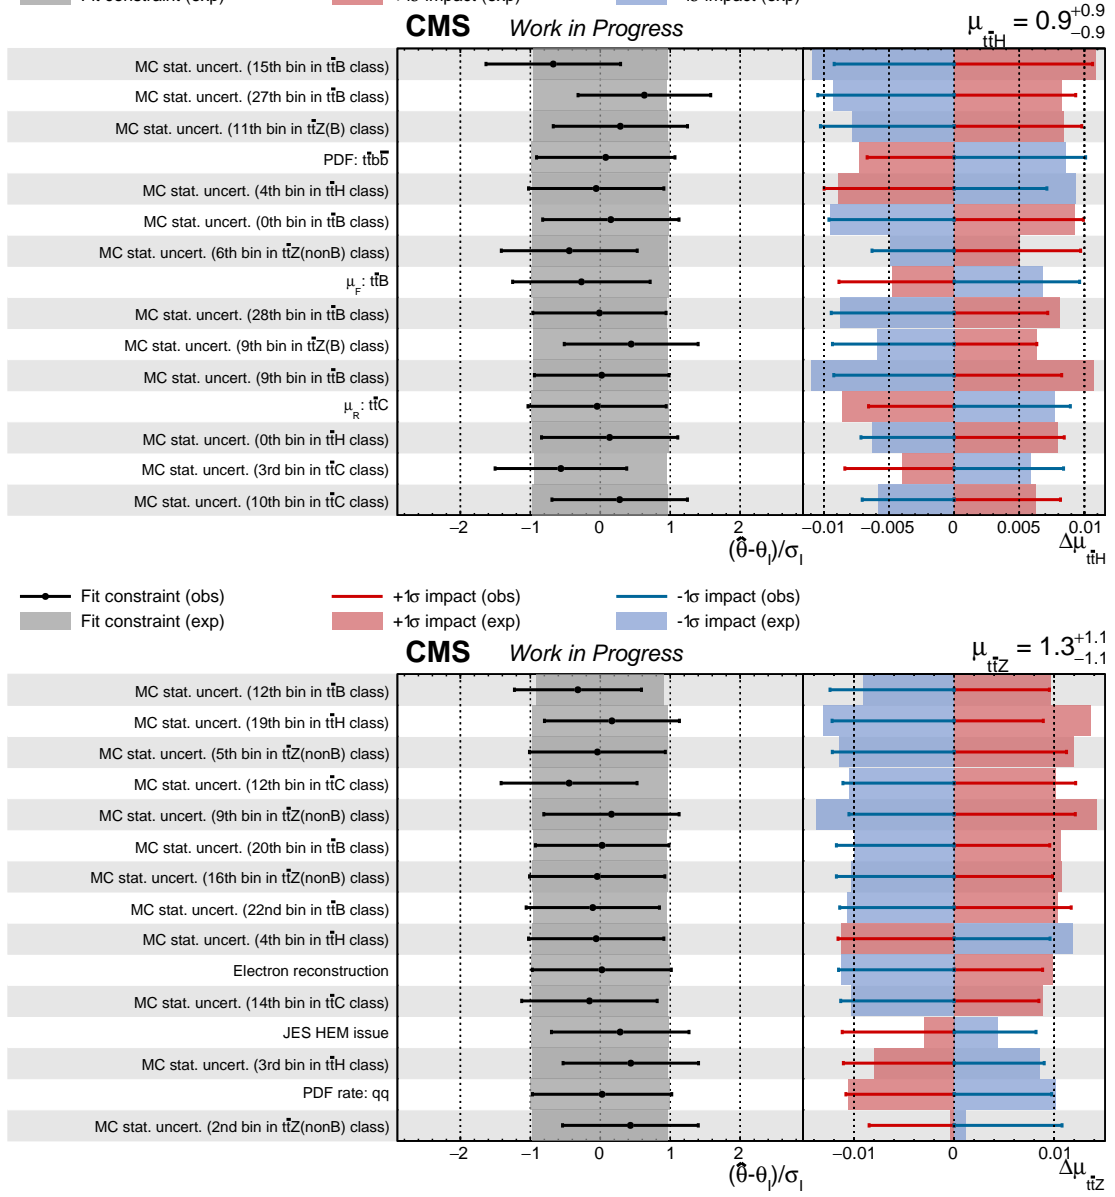 Fit constraint (exp) +1σ impact (exp) -1σ impact (exp)
CMS Work in Progress μ_tt̄H = 0.9 +0.9 −0.9
MC stat. uncert. (15th bin in tt̄B class)
MC stat. uncert. (27th bin in tt̄B class)
MC stat. uncert. (11th bin in tt̄Z(B) class)
PDF: tt̄bb̄
MC stat. uncert. (4th bin in tt̄H class)
MC stat. uncert. (0th bin in tt̄B class)
MC stat. uncert. (6th bin in tt̄Z(nonB) class)
μ_F: tt̄B
MC stat. uncert. (28th bin in tt̄B class)
MC stat. uncert. (9th bin in tt̄Z(B) class)
MC stat. uncert. (9th bin in tt̄B class)
μ_R: tt̄C
MC stat. uncert. (0th bin in tt̄H class)
MC stat. uncert. (3rd bin in tt̄C class)
MC stat. uncert. (10th bin in tt̄C class)
−2 −1 0 1 2 −0.01 −0.005 0 0.005 0.01
(θ̂-θ_I)/σ_I Δμ_tt̄H
Fit constraint (obs) +1σ impact (obs) -1σ impact (obs)
Fit constraint (exp) +1σ impact (exp) -1σ impact (exp)
CMS Work in Progress μ_tt̄Z = 1.3 +1.1 −1.1
MC stat. uncert. (12th bin in tt̄B class)
MC stat. uncert. (19th bin in tt̄H class)
MC stat. uncert. (5th bin in tt̄Z(nonB) class)
MC stat. uncert. (12th bin in tt̄C class)
MC stat. uncert. (9th bin in tt̄Z(nonB) class)
MC stat. uncert. (20th bin in tt̄B class)
MC stat. uncert. (16th bin in tt̄Z(nonB) class)
MC stat. uncert. (22nd bin in tt̄B class)
MC stat. uncert. (4th bin in tt̄H class)
Electron reconstruction
MC stat. uncert. (14th bin in tt̄C class)
JES HEM issue
MC stat. uncert. (3rd bin in tt̄H class)
PDF rate: qq
MC stat. uncert. (2nd bin in tt̄Z(nonB) class)
−2 −1 0 1 2 −0.01 0 0.01
(θ̂-θ_I)/σ_I Δμ_tt̄Z